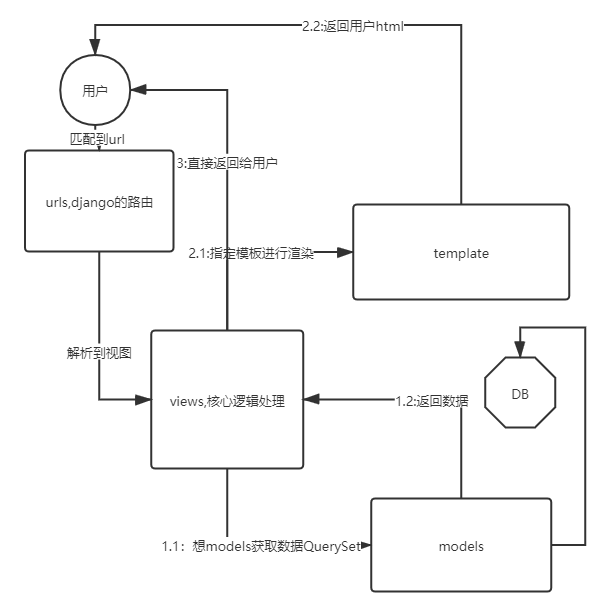 2.2:返回用户html
用户
匹配到url
3:直接返回给用户
urls,django的路由
2.1:指定模板进行渲染
template
解析到视图
views,核心逻辑处理
1.2:返回数据
DB
1.1：想models获取数据QuerySet
models